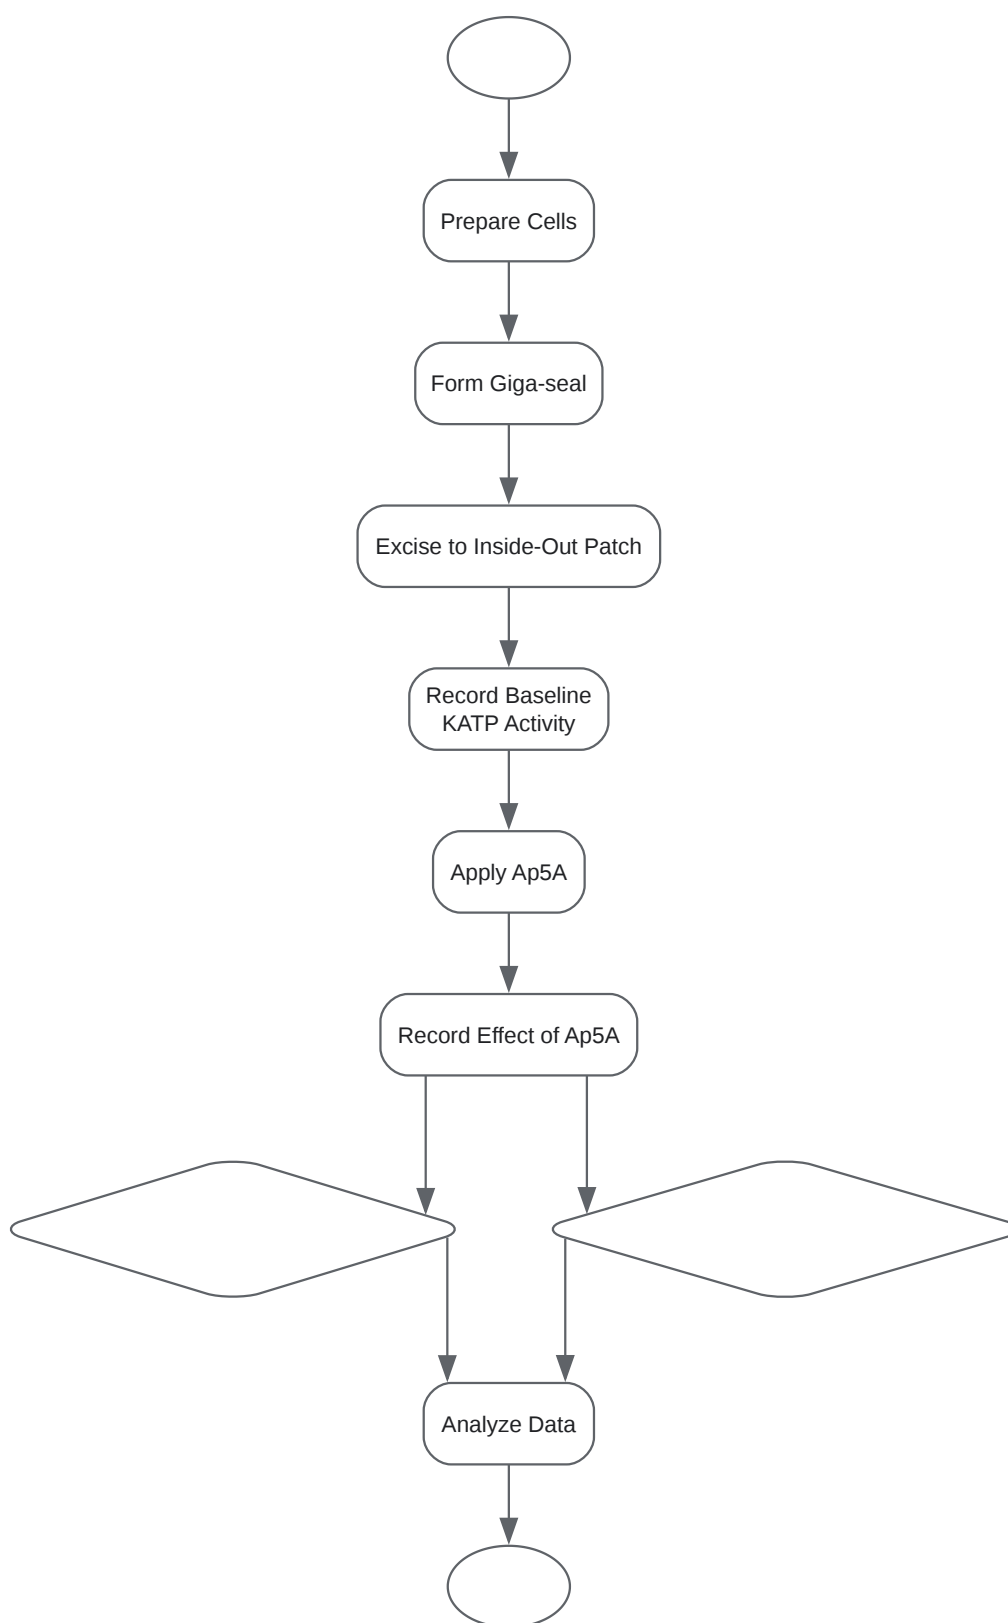 Prepare Cells
Form Giga-seal
Excise to Inside-Out Patch
Record Baseline
KATP Activity
Apply Ap5A
Record Effect of Ap5A
Analyze Data